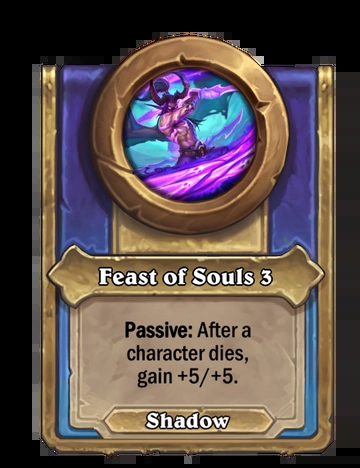 Feast of Souls 3
Passive: After a
character dies,
gain +5/+5.
Shadow